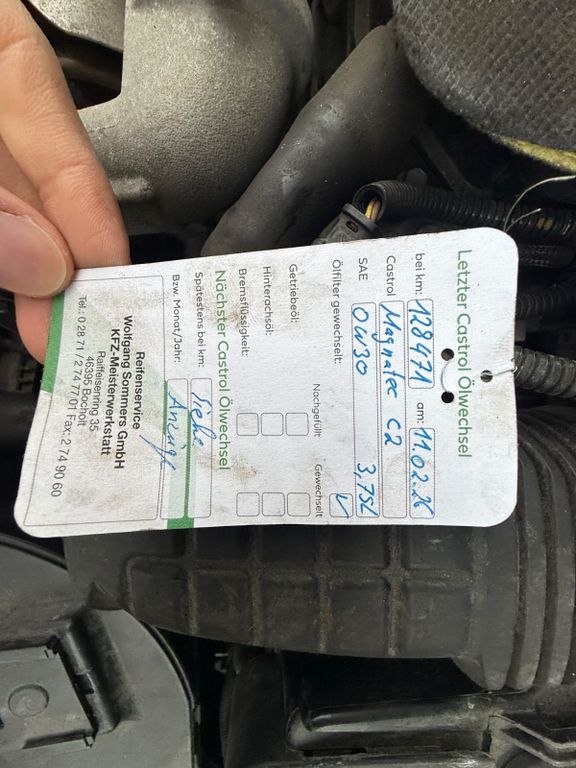 Letzter Castrol Ölwechsel
bei km: 128471 am: 11.02.26
Castrol Magnatec C2
SAE 0W30 3,75L
Ölfilter gewechselt: ✓
Nachgefüllt Gewechselt
Getriebeöl:
Hinterachsöl:
Bremsflüssigkeit:
Nächster Castrol Ölwechsel
Spätestens bei km: siehe
Bzw. Monat/Jahr: Anzeige
Reifenservice
Wolfgang Sommers GmbH
KFZ-Meisterwerkstatt
Raiffeisenring 35
46395 Bocholt
Tel.: 0 28 71 / 2 74 77 0 I Fax: 2 74 90 60